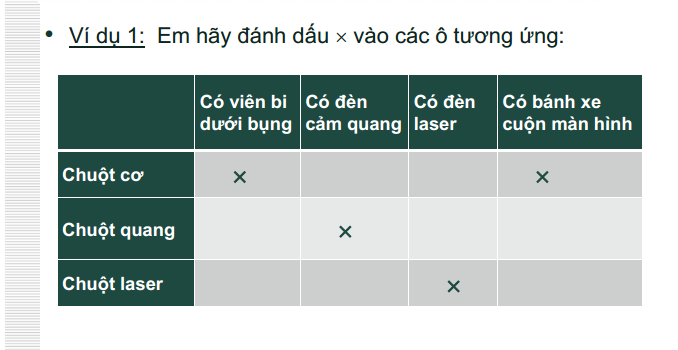 • Ví dụ 1: Em hãy đánh dấu × vào các ô tương ứng:
Có viên bi dưới bụng
Có đèn cảm quang
Có đèn laser
Có bánh xe cuộn màn hình
Chuột cơ × ×
Chuột quang ×
Chuột laser ×